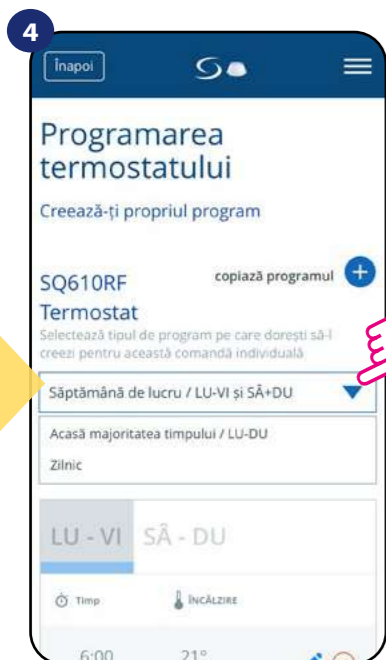 4
Înapoi
Programarea
termostatului
Creează-ți propriul program
copiază programul
SQ610RF
Termostat
Selectează tipul de program pe care dorești să-l
creezi pentru această comandă individuală
Săptămână de lucru / LU-VI și SÂ+DU
Acasă majoritatea timpului / LU-DU
Zilnic
LU - VI SÂ - DU
Timp ÎNCĂLZIRE
6:00 21°